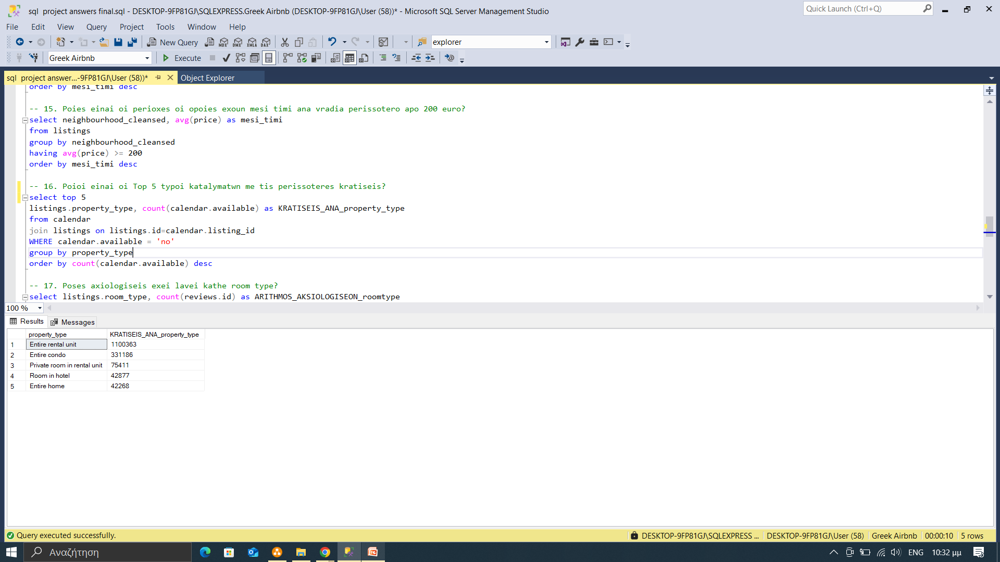 sql project answers final.sql - DESKTOP-9FP81GJ\SQLEXPRESS.Greek Airbnb (DESKTOP-9FP81GJ\User (58))* - Microsoft SQL Server Management Studio
Quick Launch (Ctrl+Q)
File Edit View Query Project Tools Window Help
New Query MDX DMX XMLA DAX explorer
Greek Airbnb Execute
sql project answer...-9FP81GJ\User (58))* Object Explorer
order by mesi_timi desc
-- 15. Poies einai oi perioxes oi opoies exoun mesi timi ana vradia perissotero apo 200 euro?
select neighbourhood_cleansed, avg(price) as mesi_timi
from listings
group by neighbourhood_cleansed
having avg(price) >= 200
order by mesi_timi desc
-- 16. Poioi einai oi Top 5 typoi katalymatwn me tis perissoteres kratiseis?
select top 5
listings.property_type, count(calendar.available) as KRATISEIS_ANA_property_type
from calendar
join listings on listings.id=calendar.listing_id
WHERE calendar.available = 'no'
group by property_type
order by count(calendar.available) desc
-- 17. Poses axiologiseis exei lavei kathe room type?
select listings.room_type, count(reviews.id) as ARITHMOS_AKSIOLOGISEON_roomtype
100 %
Results Messages
property_type KRATISEIS_ANA_property_type
1 Entire rental unit 1100363
2 Entire condo 331186
3 Private room in rental unit 75411
4 Room in hotel 42877
5 Entire home 42268
Query executed successfully.
DESKTOP-9FP81GJ\SQLEXPRESS ... DESKTOP-9FP81GJ\User (58) Greek Airbnb 00:00:10 5 rows
Αναζήτηση
ENG 10:32 μμ